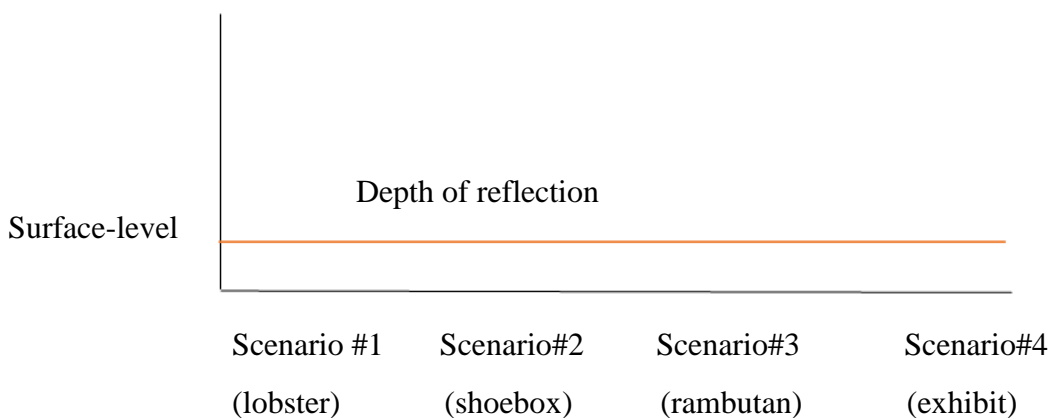 Depth of reflection
Surface-level
Scenario #1 Scenario#2 Scenario#3 Scenario#4
(lobster) (shoebox) (rambutan) (exhibit)